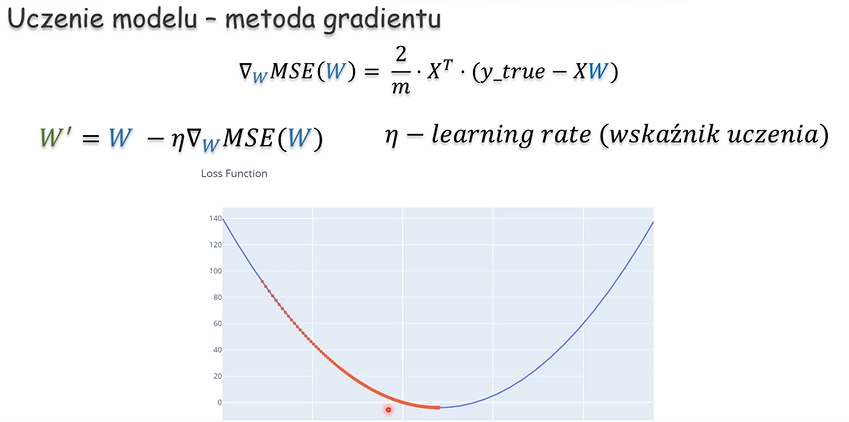 Uczenie modelu – metoda gradientu
∇_W MSE(W) = 2/m · X^T · (y_true − XW)
W′ = W − η∇_W MSE(W)
η − learning rate (wskaźnik uczenia)
Loss Function
140
120
100
80
60
40
20
0